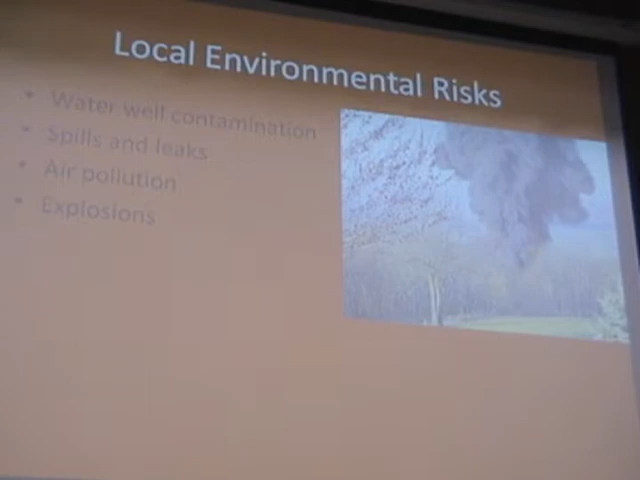 Local Environmental Risks
• Water well contamination
• Spills and leaks
• Air pollution
• Explosions